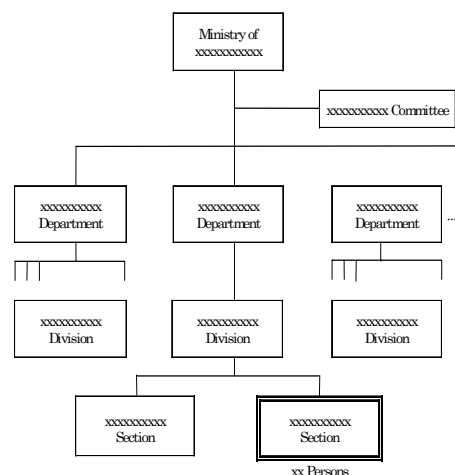 Ministry of
xxxxxxxxxxx
xxxxxxxxxx Committee
xxxxxxxxxx
Department
xxxxxxxxxx
Department
xxxxxxxxxx
Department
...
xxxxxxxxxx
Division
xxxxxxxxxx
Division
xxxxxxxxxx
Division
xxxxxxxxxx
Section
xxxxxxxxxx
Section
xx Persons